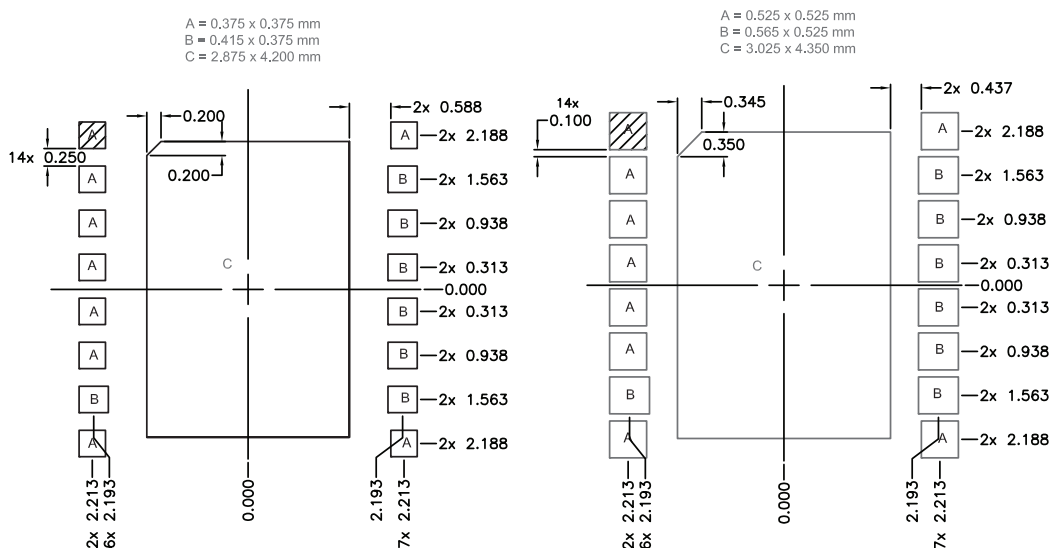 A = 0.375 x 0.375 mm
B = 0.415 x 0.375 mm
C = 2.875 x 4.200 mm
0.200
2x 0.588
14x 0.250
0.200
A
A
A
A
A
A
B
A
C
A
B
B
B
B
B
B
A
2x 2.188
2x 1.563
2x 0.938
2x 0.313
0.000
2x 0.313
2x 0.938
2x 1.563
2x 2.188
2x 2.213
6x 2.193
0.000
2.193
7x 2.213
A = 0.525 x 0.525 mm
B = 0.565 x 0.525 mm
C = 3.025 x 4.350 mm
14x
0.100
0.345
2x 0.437
0.350
A
A
A
A
A
A
B
A
C
A
B
B
B
B
B
B
A
2x 2.188
2x 1.563
2x 0.938
2x 0.313
0.000
2x 0.313
2x 0.938
2x 1.563
2x 2.188
2x 2.213
6x 2.193
0.000
2.193
7x 2.213